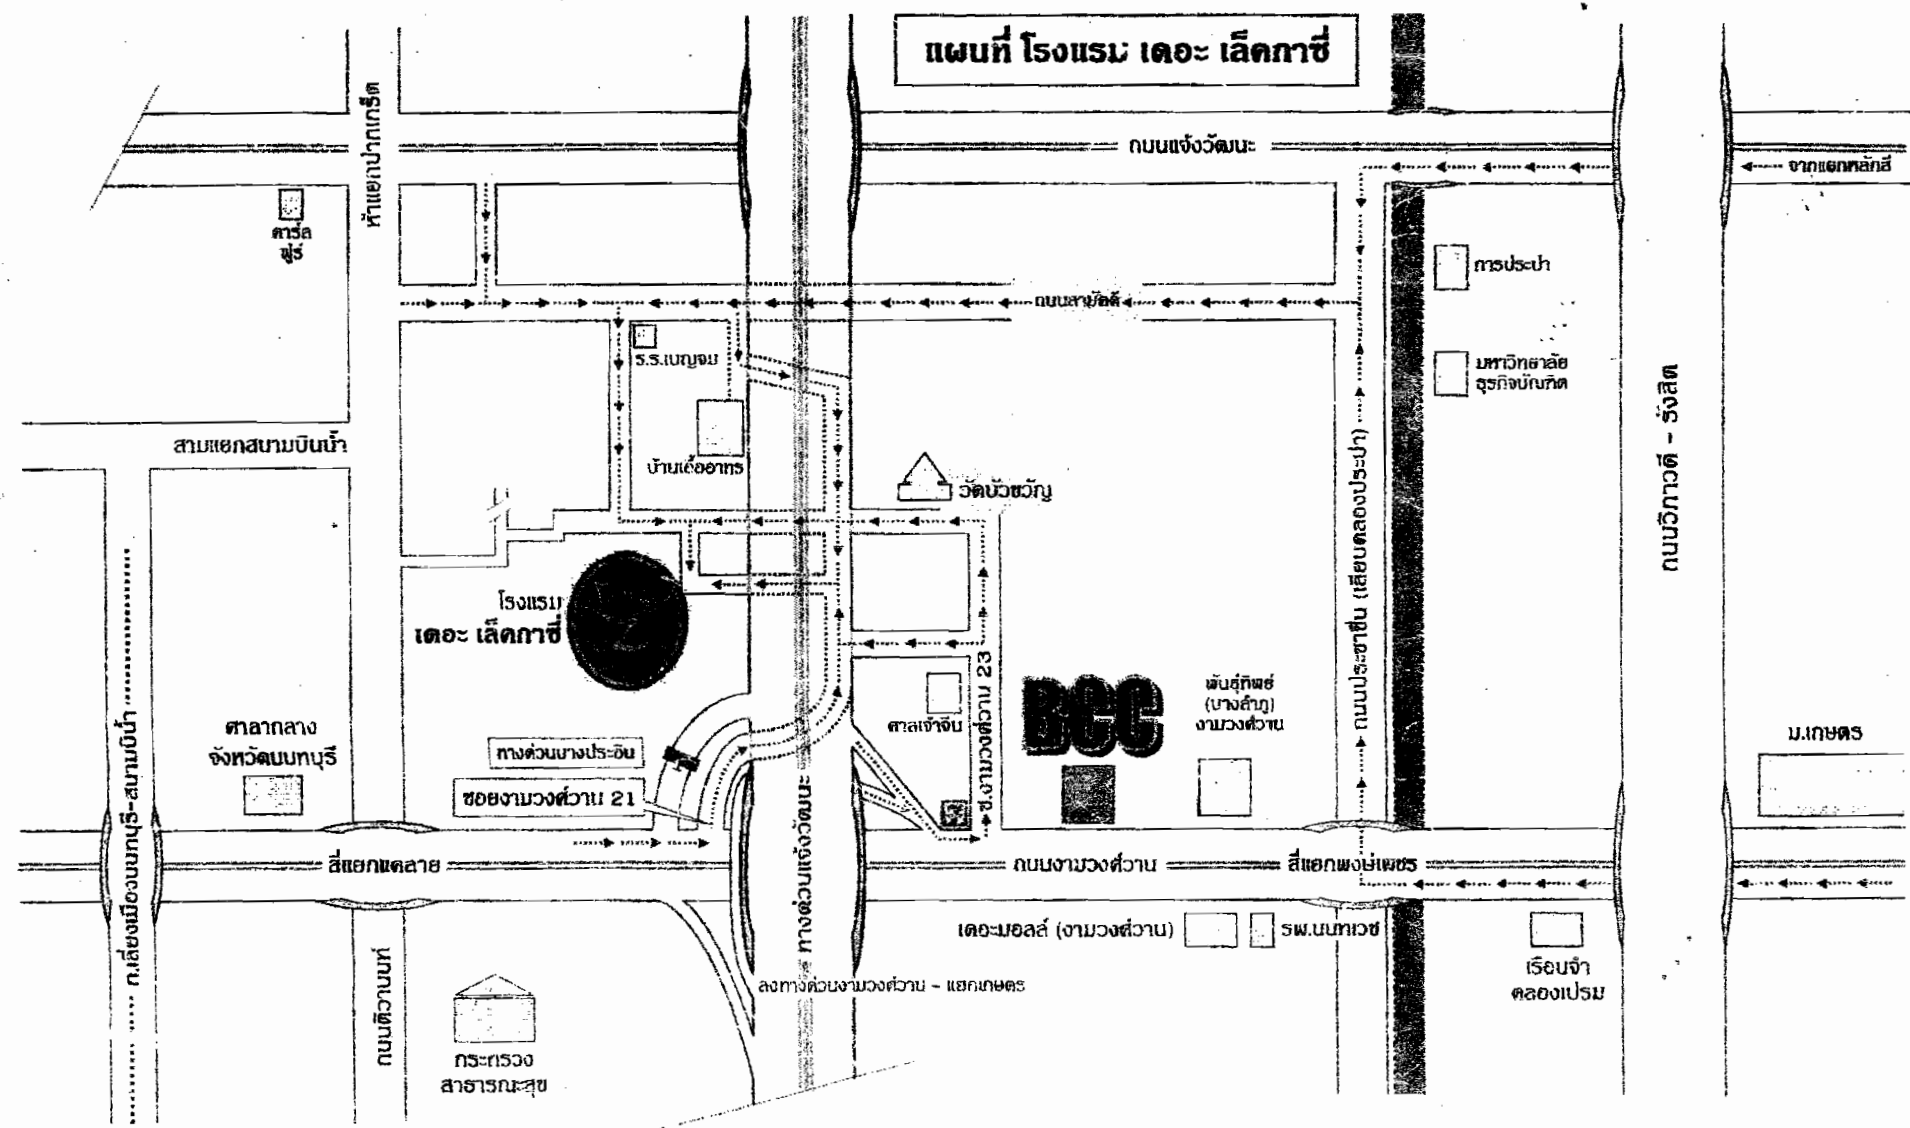 แผนที่ โรงแรม เดอะ เล็คกาซี่
ห้าแยกปากเกร็ด
ถนนแจ้งวัฒนะ
จากแยกหลักสี่
คาร์ล
ฟูร์
การประปา
ถนนสามัคคี
ร.ร.เบญจม
มหาวิทยาลัย
ธุรกิจบัณฑิต
ถนนวิภาวดี - รังสิต
สามแยกสนามบินน้ำ
บ้านเอื้ออาทร
วัดบัวขวัญ
ถนนประชาชื่น (เลียบคลองประปา)
โรงแรม
เดอะ เล็คกาซี่
ซ.งามวงศ์วาน 23
BCC
พันธุ์ทิพย์
(บางลำภู)
งามวงศ์วาน
ศาลเจ้าจีน
ศาลากลาง
จังหวัดนนทบุรี
ทางด่วนบางปะอิน
ซอยงามวงศ์วาน 21
ม.เกษตร
ถ.เลี่ยงเมืองนนทบุรี-สนามบินน้ำ
ทางด่วนแจ้งวัฒนะ
สี่แยกแคลาย
ถนนงามวงศ์วาน
สี่แยกพงษ์เพชร
เดอะมอลล์ (งามวงศ์วาน)
รพ.นนทเวช
เรือนจำ
คลองเปรม
ลงทางด่วนงามวงศ์วาน - แยกเกษตร
ถนนติวานนท์
กระทรวง
สาธารณะสุข